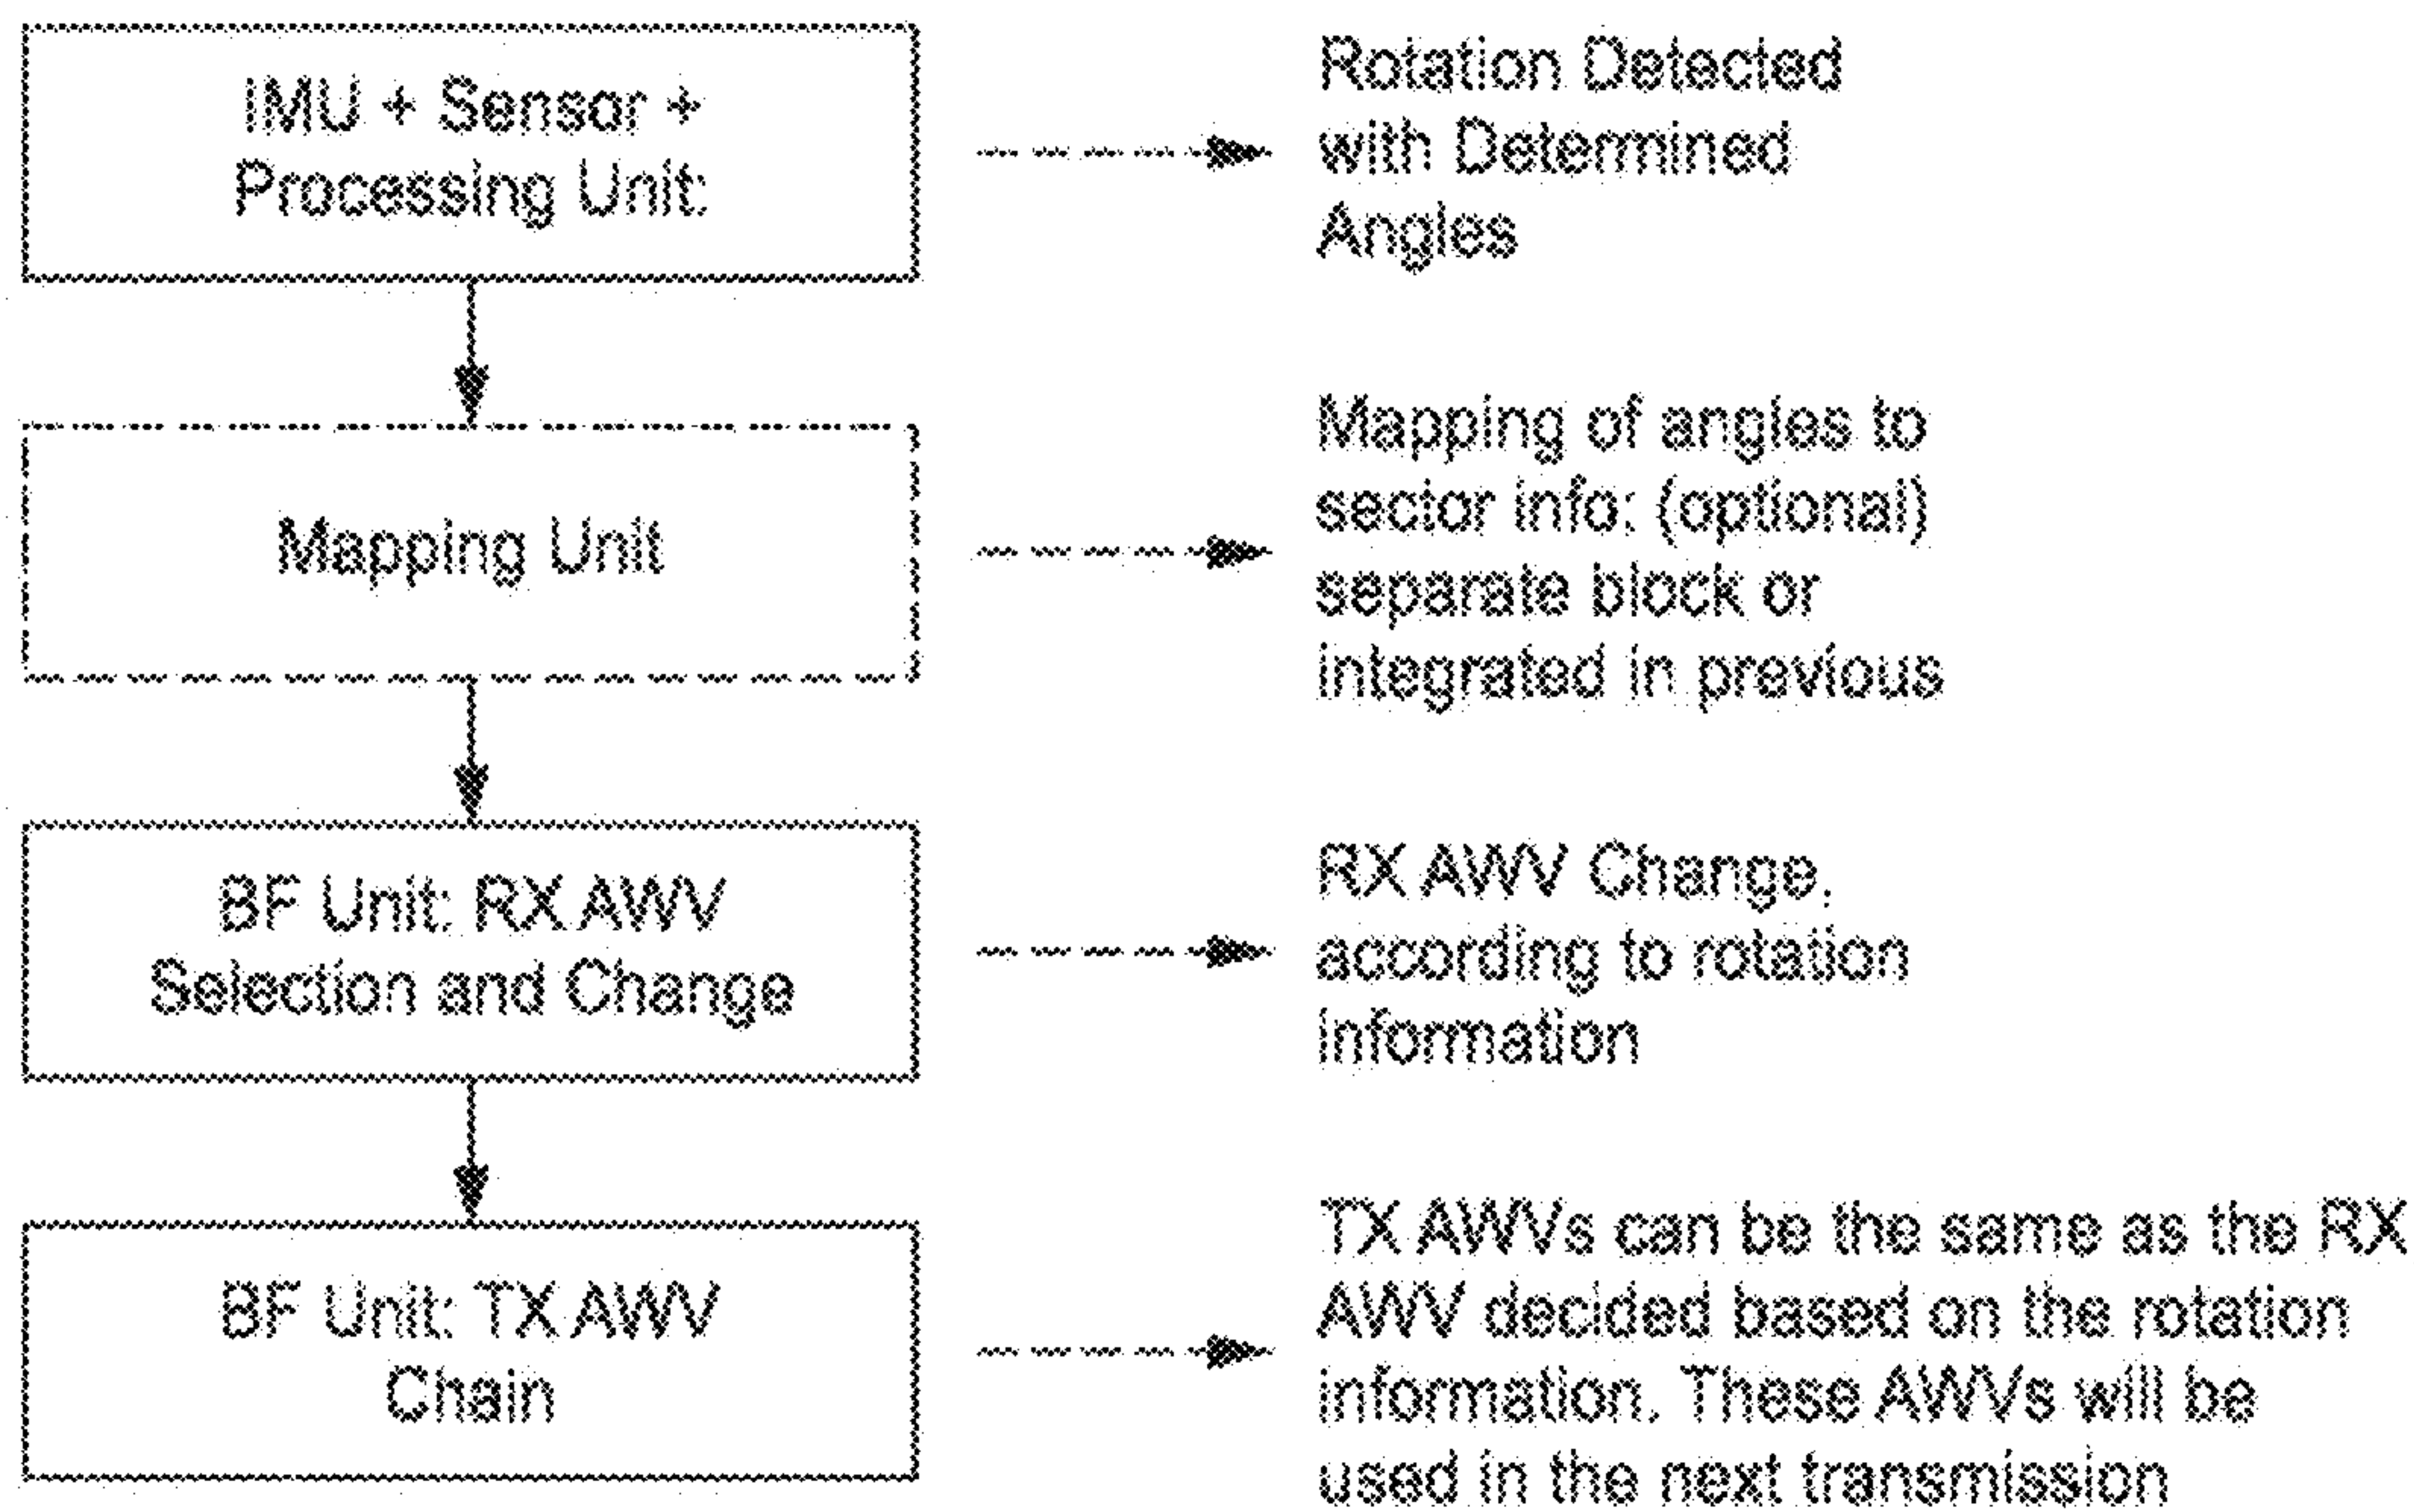 IMU + Sensor +
Processing Unit:
Rotation Detected
with Determined
Angles
Mapping Unit
Mapping of angles to
sector info: (optional)
separate block or
integrated in previous
BF Unit: RX AWV
Selection and Change
RX AWV Change,
according to rotation
information
BF Unit: TX AWV
Chain
TX AWVs can be the same as the RX
AWV decided based on the rotation
information. These AWVs will be
used in the next transmission